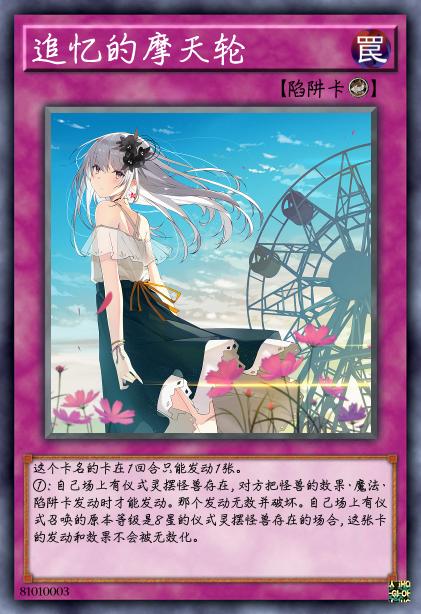 追忆的摩天轮
罠
【陷阱卡】
这个卡名的卡在1回合只能发动1张。
①：自己场上有仪式灵摆怪兽存在，对方把怪兽的效果·魔法·
陷阱卡发动时才能发动。那个发动无效并破坏。自己场上有仪
式召唤的原本等级是8星的仪式灵摆怪兽存在的场合，这张卡
的发动和效果不会被无效化。
81010003